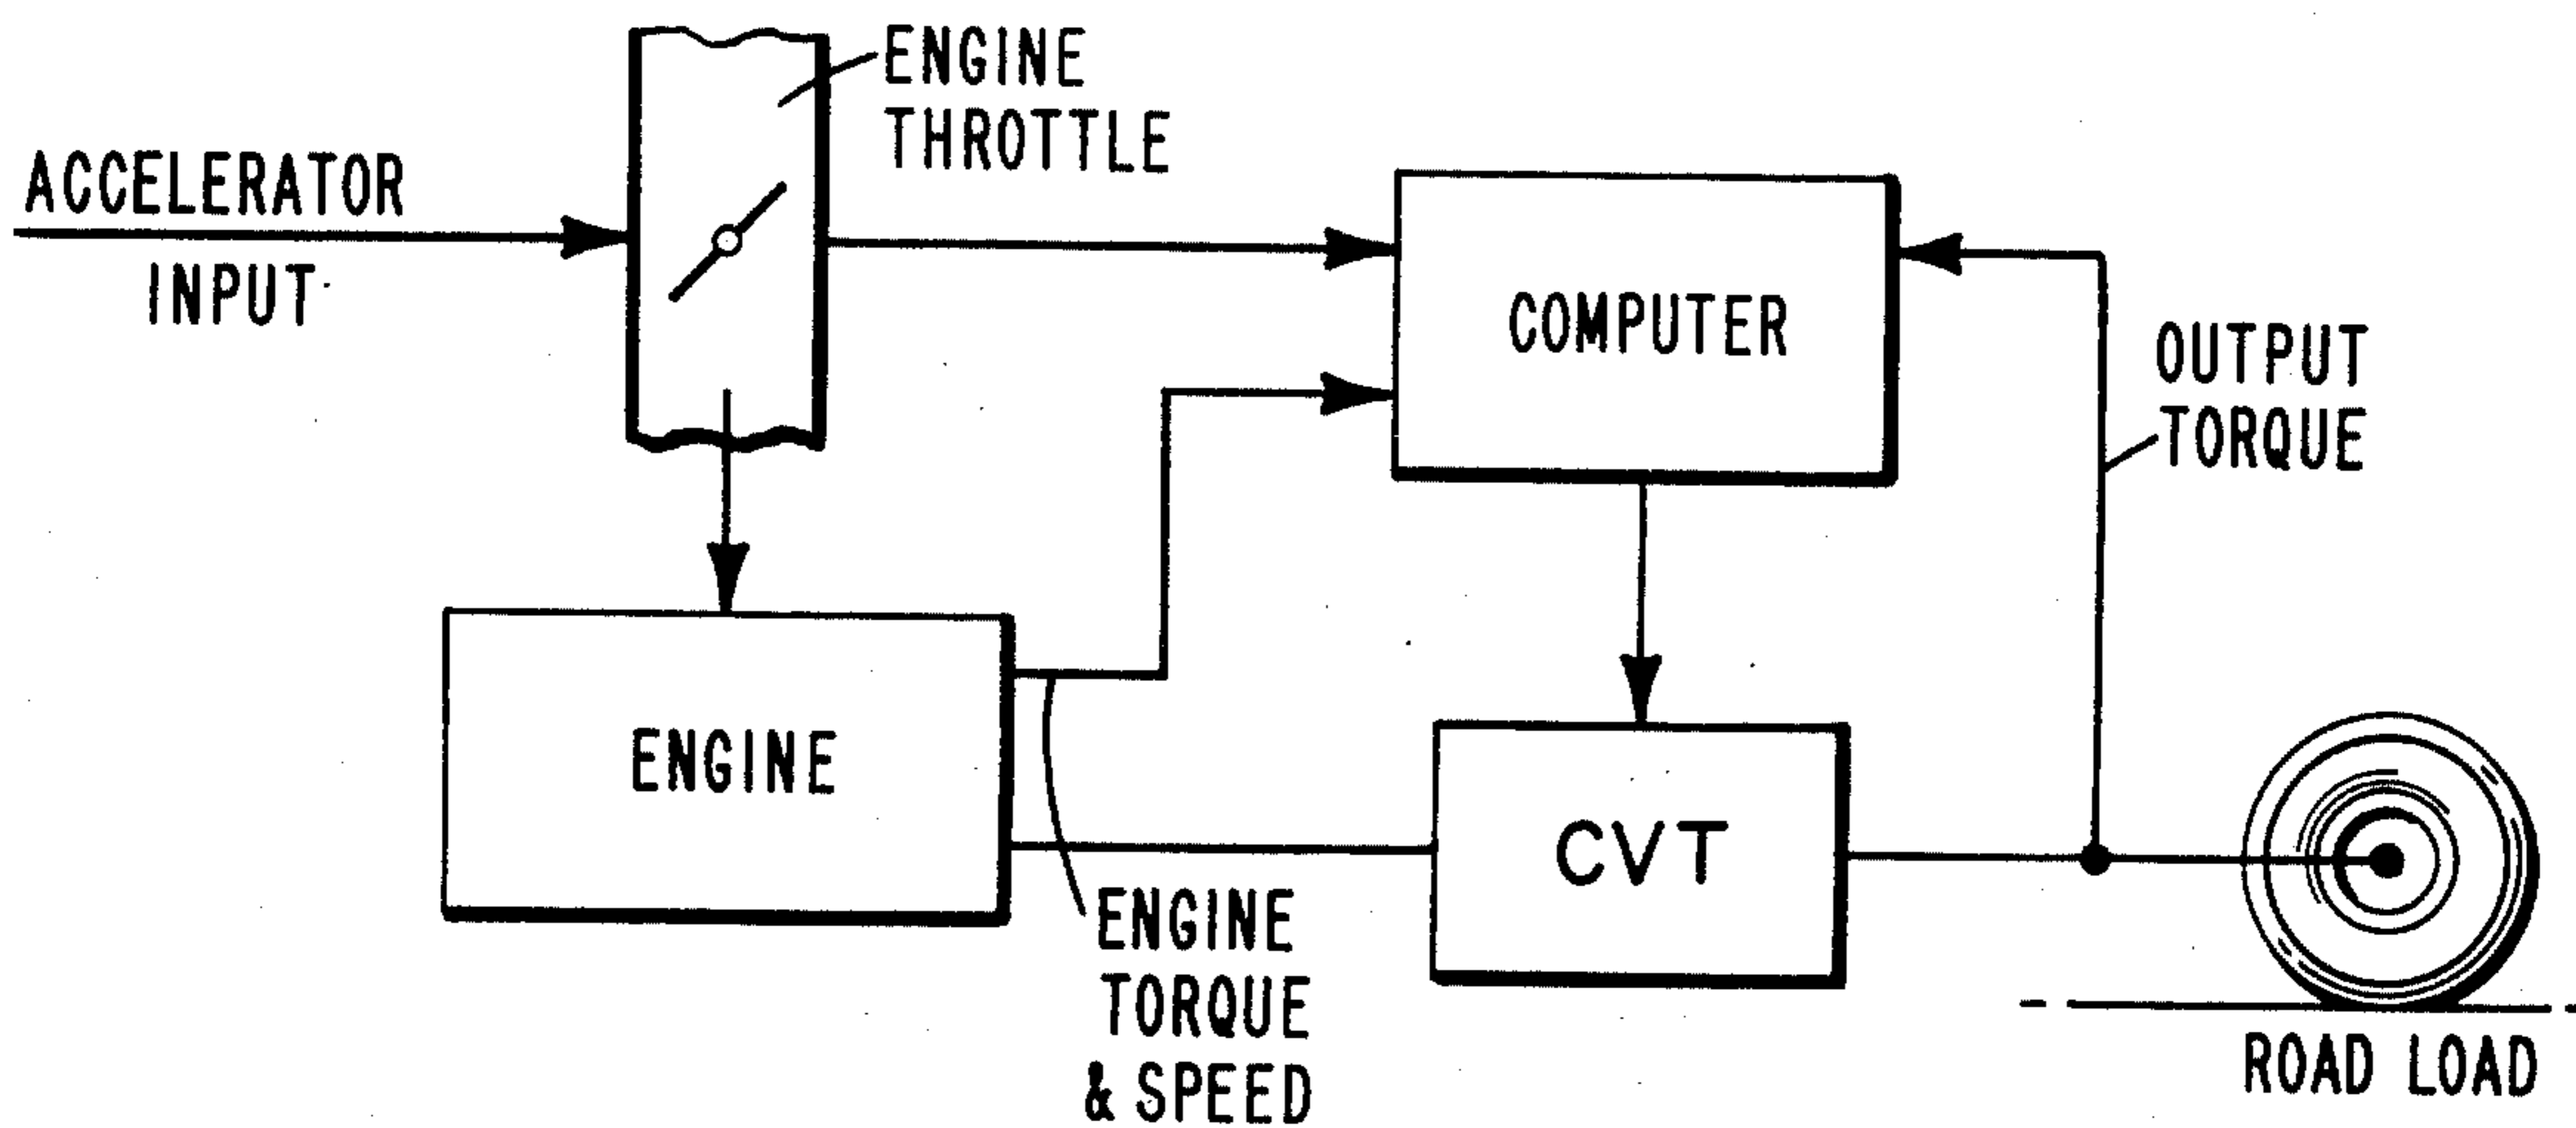 ENGINE
THROTTLE
ACCELERATOR
INPUT
COMPUTER
OUTPUT
TORQUE
ENGINE
CVT
ENGINE
TORQUE
& SPEED
ROAD LOAD